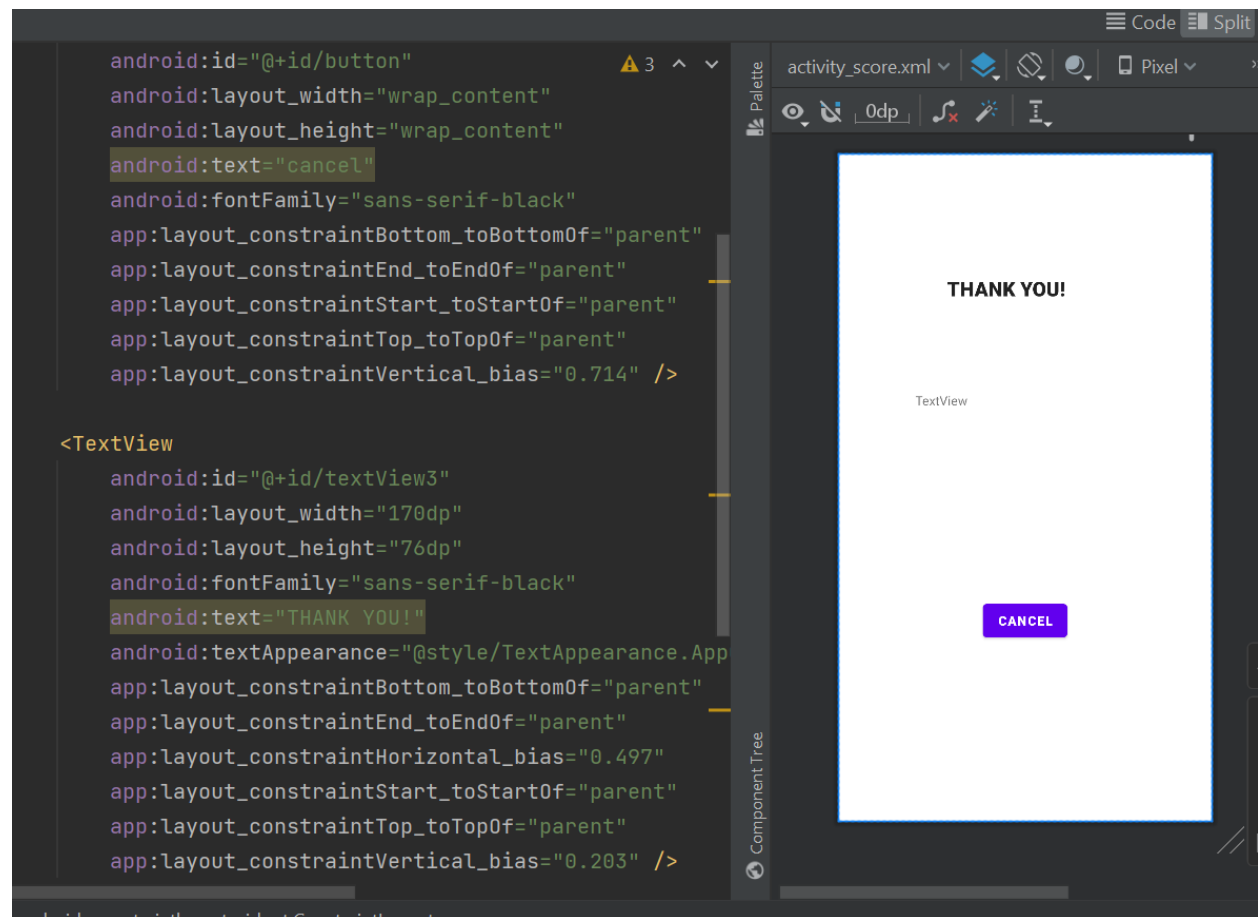 Code Split
android:id="@+id/button"
3
android:layout_width="wrap_content"
android:layout_height="wrap_content"
android:text="cancel"
android:fontFamily="sans-serif-black"
app:layout_constraintBottom_toBottomOf="parent"
app:layout_constraintEnd_toEndOf="parent"
app:layout_constraintStart_toStartOf="parent"
app:layout_constraintTop_toTopOf="parent"
app:layout_constraintVertical_bias="0.714" />
<TextView
android:id="@+id/textView3"
android:layout_width="170dp"
android:layout_height="76dp"
android:fontFamily="sans-serif-black"
android:text="THANK YOU!"
android:textAppearance="@style/TextAppearance.App
app:layout_constraintBottom_toBottomOf="parent"
app:layout_constraintEnd_toEndOf="parent"
app:layout_constraintHorizontal_bias="0.497"
app:layout_constraintStart_toStartOf="parent"
app:layout_constraintTop_toTopOf="parent"
app:layout_constraintVertical_bias="0.203" />
Palette
Component Tree
activity_score.xml
Pixel
0dp
THANK YOU!
TextView
CANCEL